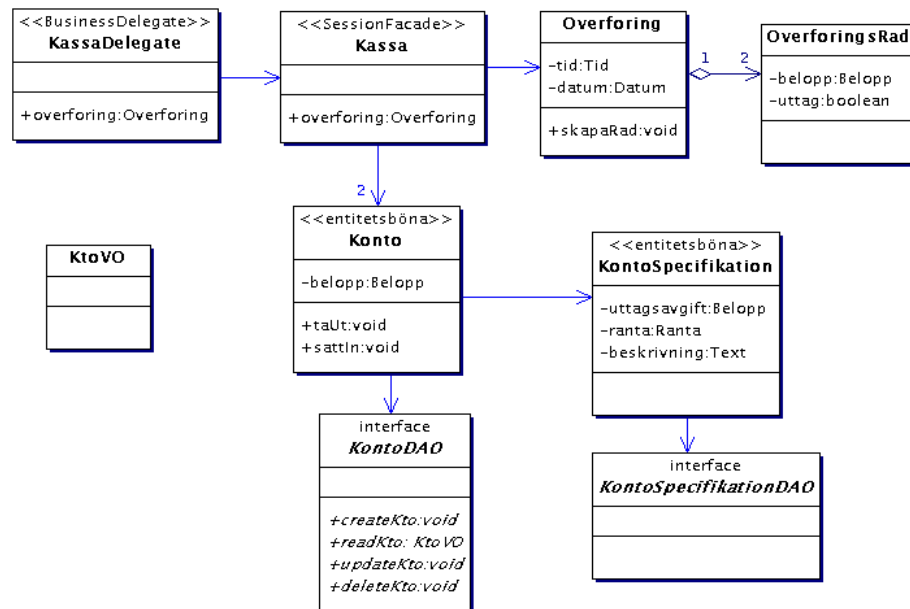 <<BusinessDelegate>>
KassaDelegate
+overforing:Overforing
<<SessionFacade>>
Kassa
+overforing:Overforing
Overforing
-tid:Tid
-datum:Datum
+skapaRad:void
1
2
OverforingsRad
-belopp:Belopp
-uttag:boolean
2
<<entitetsböna>>
Konto
-belopp:Belopp
+taUt:void
+sattIn:void
KtoVO
<<entitetsböna>>
KontoSpecifikation
-uttagsavgift:Belopp
-ranta:Ranta
-beskrivning:Text
interface
KontoDAO
+createKto:void
+readKto: KtoVO
+updateKto:void
+deleteKto:void
interface
KontoSpecifikationDAO